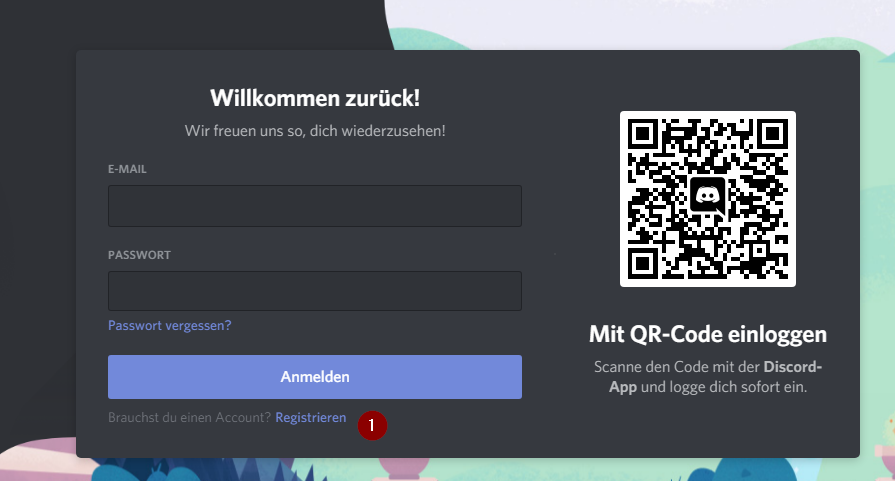 Willkommen zurück!
Wir freuen uns so, dich wiederzusehen!
E-MAIL
PASSWORT
Passwort vergessen?
Anmelden
Brauchst du einen Account? Registrieren
1
Mit QR-Code einloggen
Scanne den Code mit der Discord-
App und logge dich sofort ein.